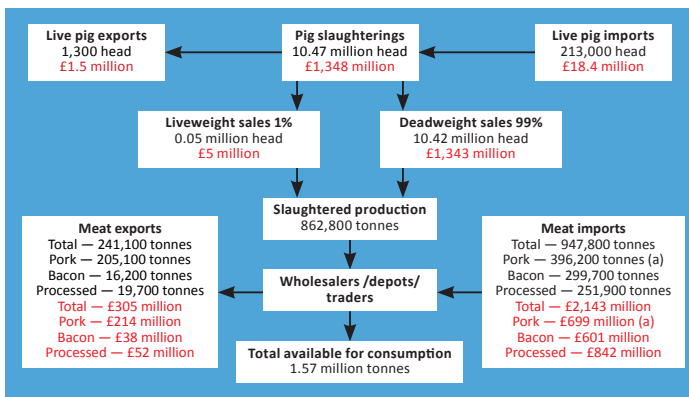 Live pig exports
1,300 head
£1.5 million
Pig slaughterings
10.47 million head
£1,348 million
Live pig imports
213,000 head
£18.4 million
Liveweight sales 1%
0.05 million head
£5 million
Deadweight sales 99%
10.42 million head
£1,343 million
Slaughtered production
862,800 tonnes
Meat exports
Total — 241,100 tonnes
Pork — 205,100 tonnes
Bacon — 16,200 tonnes
Processed — 19,700 tonnes
Total — £305 million
Pork — £214 million
Bacon — £38 million
Processed — £52 million
Wholesalers /depots/
traders
Meat imports
Total — 947,800 tonnes
Pork — 396,200 tonnes (a)
Bacon — 299,700 tonnes
Processed — 251,900 tonnes
Total — £2,143 million
Pork — £699 million (a)
Bacon — £601 million
Processed — £842 million
Total available for consumption
1.57 million tonnes